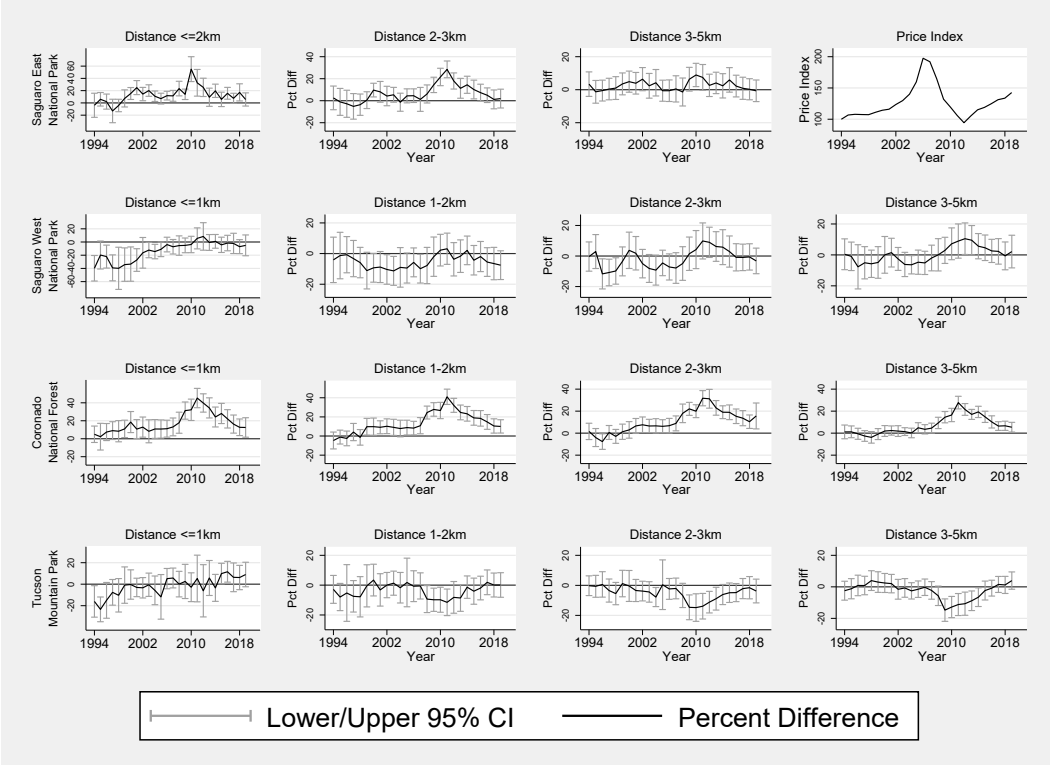 Distance <=2km Distance 2-3km Distance 3-5km Price Index
Saguaro East
National Park
-20 0 20 40 60
1994 2002 2010 2018
Pct Diff
-20 0 20 40
1994 2002 2010 2018
Year
Pct Diff
-20 0 20
1994 2002 2010 2018
Year
Price Index
100 150 200
1994 2002 2010 2018
Year
Distance <=1km Distance 1-2km Distance 2-3km Distance 3-5km
Saguaro West
National Park
-60 -40 -20 0 20
1994 2002 2010 2018
Pct Diff
-20 0 20
1994 2002 2010 2018
Year
Pct Diff
-20 0 20
1994 2002 2010 2018
Year
Pct Diff
-20 0 20
1994 2002 2010 2018
Year
Distance <=1km Distance 1-2km Distance 2-3km Distance 3-5km
Coronado
National Forest
-20 0 20 40
1994 2002 2010 2018
Pct Diff
-20 0 20 40
1994 2002 2010 2018
Year
Pct Diff
-20 0 20 40
1994 2002 2010 2018
Year
Pct Diff
-20 0 20 40
1994 2002 2010 2018
Year
Distance <=1km Distance 1-2km Distance 2-3km Distance 3-5km
Tucson
Mountain Park
-20 0 20
1994 2002 2010 2018
Pct Diff
-20 0 20
1994 2002 2010 2018
Year
Pct Diff
-20 0 20
1994 2002 2010 2018
Year
Pct Diff
-20 0 20
1994 2002 2010 2018
Year
Lower/Upper 95% CI Percent Difference